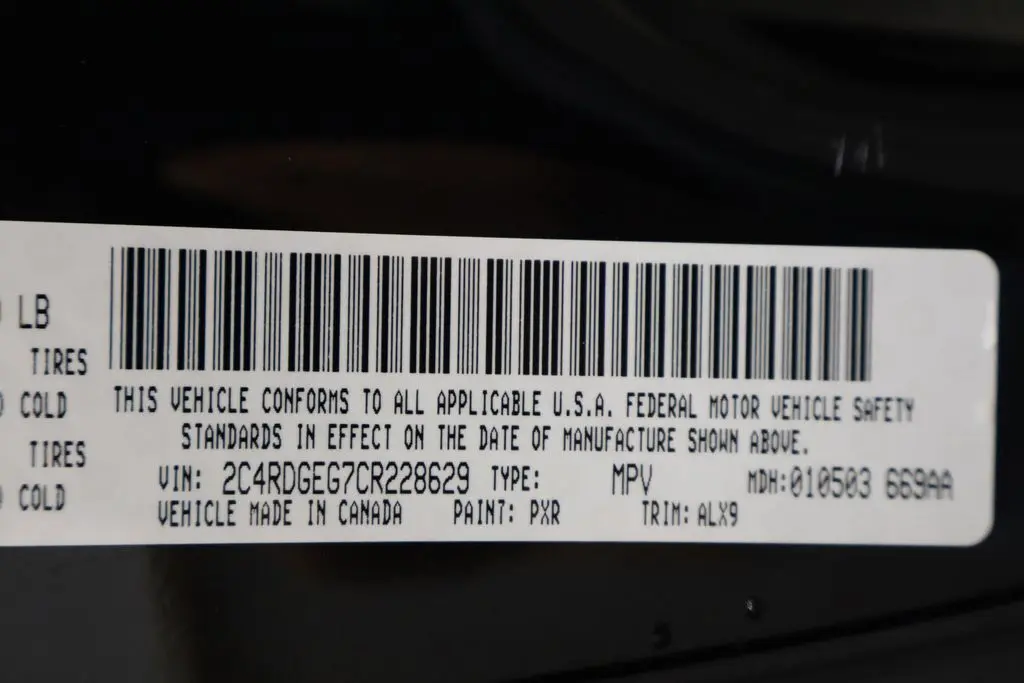 LB
TIRES
COLD
TIRES
COLD
THIS VEHICLE CONFORMS TO ALL APPLICABLE U.S.A. FEDERAL MOTOR VEHICLE SAFETY
STANDARDS IN EFFECT ON THE DATE OF MANUFACTURE SHOWN ABOVE.
VIN: 2C4RDGEG7CR228629 TYPE: MPV MDH:010503 669AA
VEHICLE MADE IN CANADA PAINT: PXR TRIM: ALX9